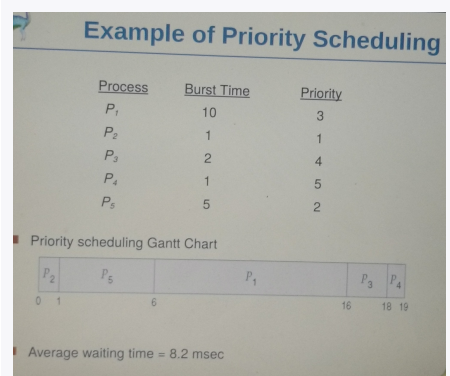 Example of Priority Scheduling
Process Burst Time Priority
P₁ 10 3
P₂ 1 1
P₃ 2 4
P₄ 1 5
P₅ 5 2
Priority scheduling Gantt Chart
P₂ P₅ P₁ P₃ P₄
0 1 6 16 18 19
Average waiting time = 8.2 msec